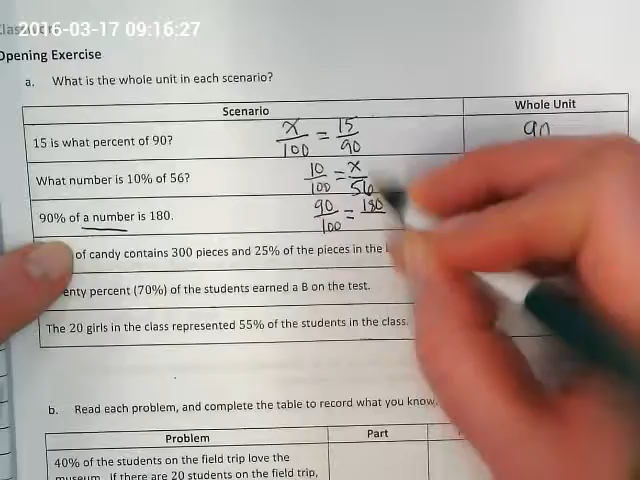 2016-03-17 09:16:27
Opening Exercise
a. What is the whole unit in each scenario?
Scenario Whole Unit
15 is what percent of 90? x/100 = 15/90 90
What number is 10% of 56? 10/100 = x/56
90% of a number is 180. 90/100 = 180
of candy contains 300 pieces and 25% of the pieces in the
enty percent (70%) of the students earned a B on the test.
The 20 girls in the class represented 55% of the students in the class.
b. Read each problem, and complete the table to record what you know.
Problem Part
40% of the students on the field trip love the
museum. If there are 20 students on the field trip,